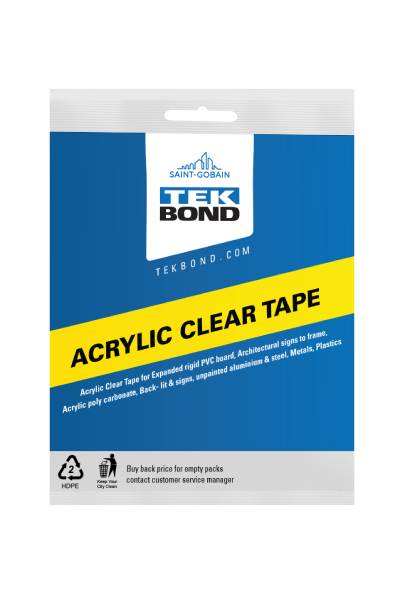 SAINT-GOBAIN
TEK
BOND
TEKBOND.COM
ACRYLIC CLEAR TAPE
Acrylic Clear Tape for Expanded rigid PVC board, Architectural signs to frame,
Acrylic poly carbonate, Back- lit & signs, unpainted aluminium & steel. Metals, Plastics
2
HDPE
Keep Your
City Clean
Buy back price for empty packs
contact customer service manager